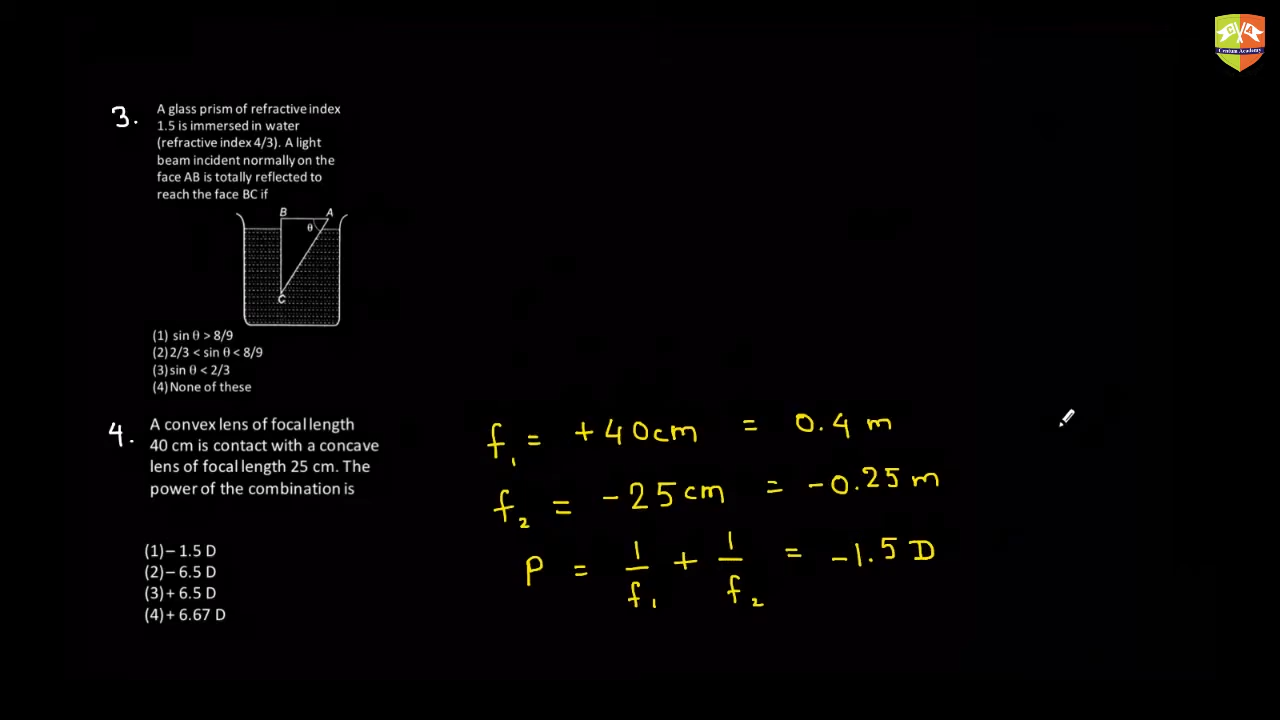 Centum Academy
3.
A glass prism of refractive index
1.5 is immersed in water
(refractive index 4/3). A light
beam incident normally on the
face AB is totally reflected to
reach the face BC if
B A
θ
C
(1) sin θ > 8/9
(2) 2/3 < sin θ < 8/9
(3) sin θ < 2/3
(4) None of these
4.
A convex lens of focal length
40 cm is contact with a concave
lens of focal length 25 cm. The
power of the combination is
(1) – 1.5 D
(2) – 6.5 D
(3) + 6.5 D
(4) + 6.67 D
f₁ = +40cm = 0.4 m
f₂ = -25cm = -0.25 m
P = 1/f₁ + 1/f₂ = -1.5 D